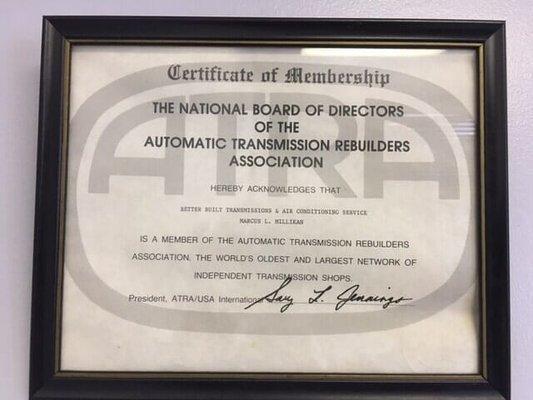 Certificate of Membership
THE NATIONAL BOARD OF DIRECTORS
OF THE
AUTOMATIC TRANSMISSION REBUILDERS
ASSOCIATION
ATRA
HEREBY ACKNOWLEDGES THAT
BETTER BUILT TRANSMISSIONS & AIR CONDITIONING SERVICE
MARCUS L. MILLIKAN
IS A MEMBER OF THE AUTOMATIC TRANSMISSION REBUILDERS
ASSOCIATION, THE WORLD'S OLDEST AND LARGEST NETWORK OF
INDEPENDENT TRANSMISSION SHOPS.
President, ATRA/USA International L. Jennings